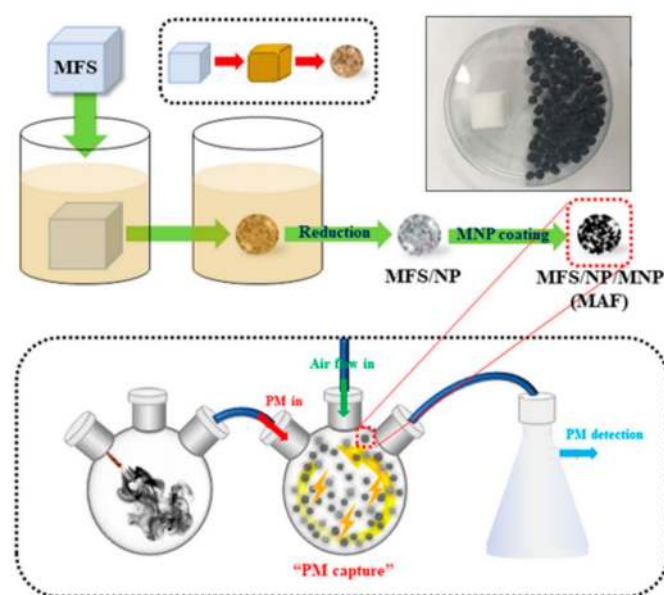 MFS
Reduction
MNP coating
MFS/NP
MFS/NP/MNP
(MAF)
Air flow in
PM in
PM detection
"PM capture"